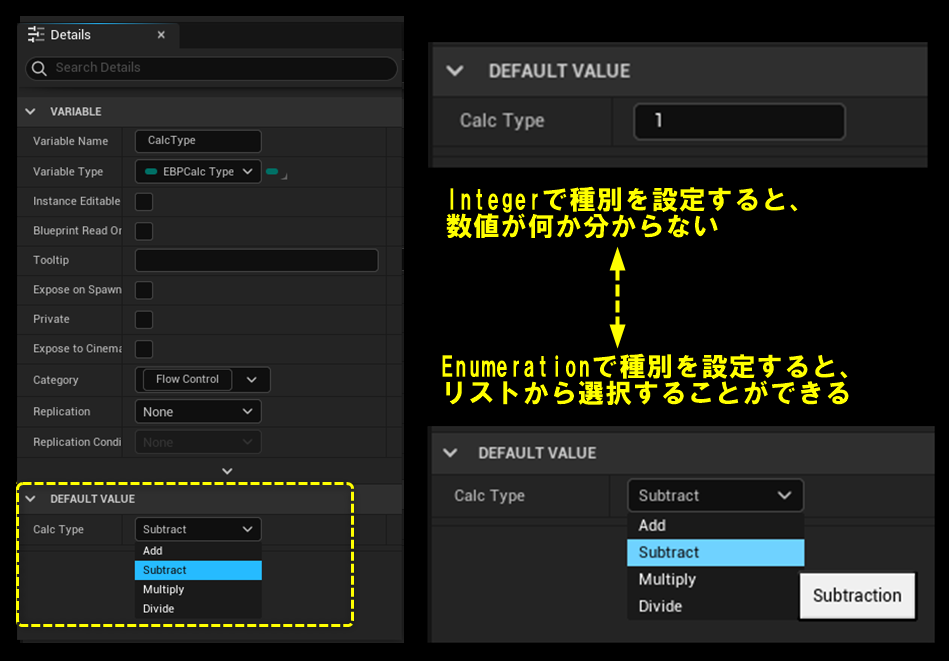 Details
Search Details
VARIABLE
Variable Name CalcType
Variable Type EBPCalc Type
Instance Editable
Blueprint Read Or
Tooltip
Expose on Spawn
Private
Expose to Cinema
Category Flow Control
Replication None
Replication Condi None
DEFAULT VALUE
Calc Type Subtract
Add
Subtract
Multiply
Divide
DEFAULT VALUE
Calc Type 1
Integerで種別を設定すると、
数値が何か分からない
Enumerationで種別を設定すると、
リストから選択することができる
DEFAULT VALUE
Calc Type Subtract
Add
Subtract
Multiply
Divide
Subtraction